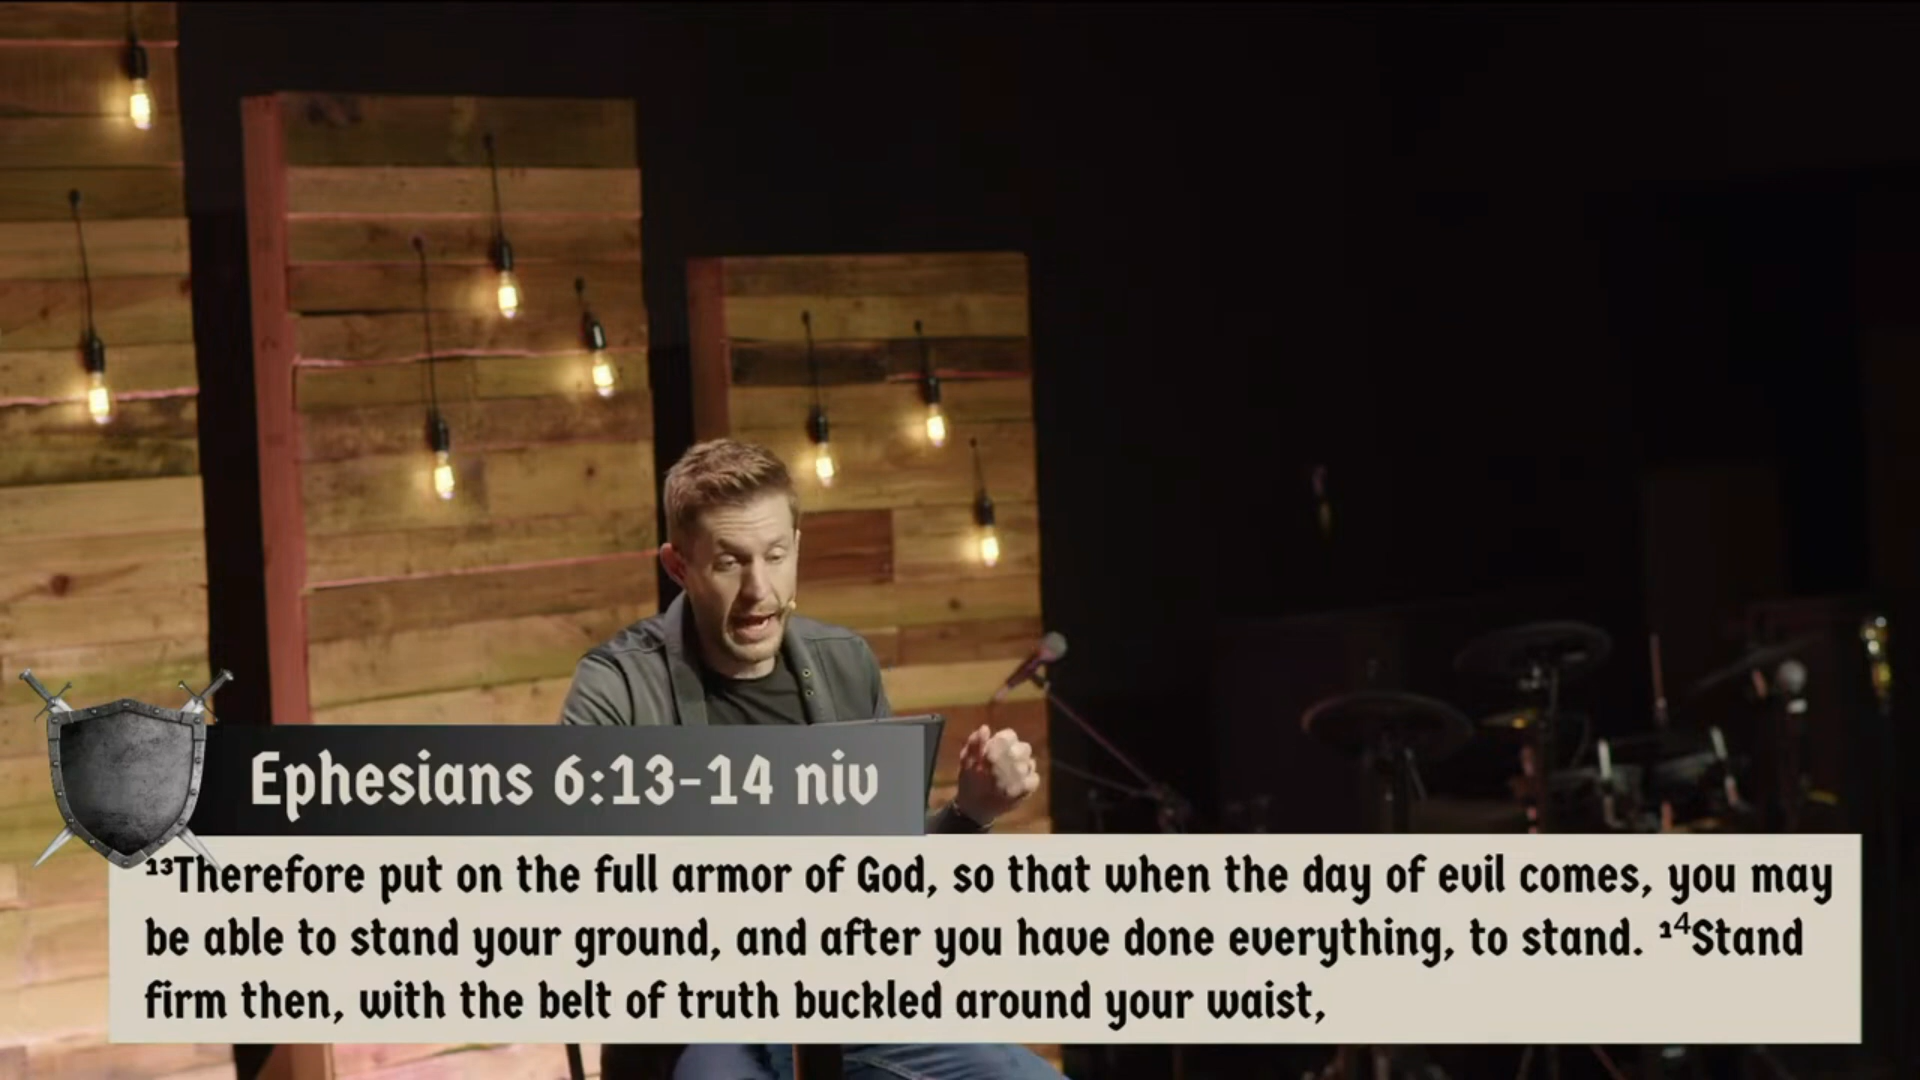 Ephesians 6:13-14 niv
¹³Therefore put on the full armor of God, so that when the day of evil comes, you may
be able to stand your ground, and after you have done everything, to stand. ¹⁴Stand
firm then, with the belt of truth buckled around your waist,